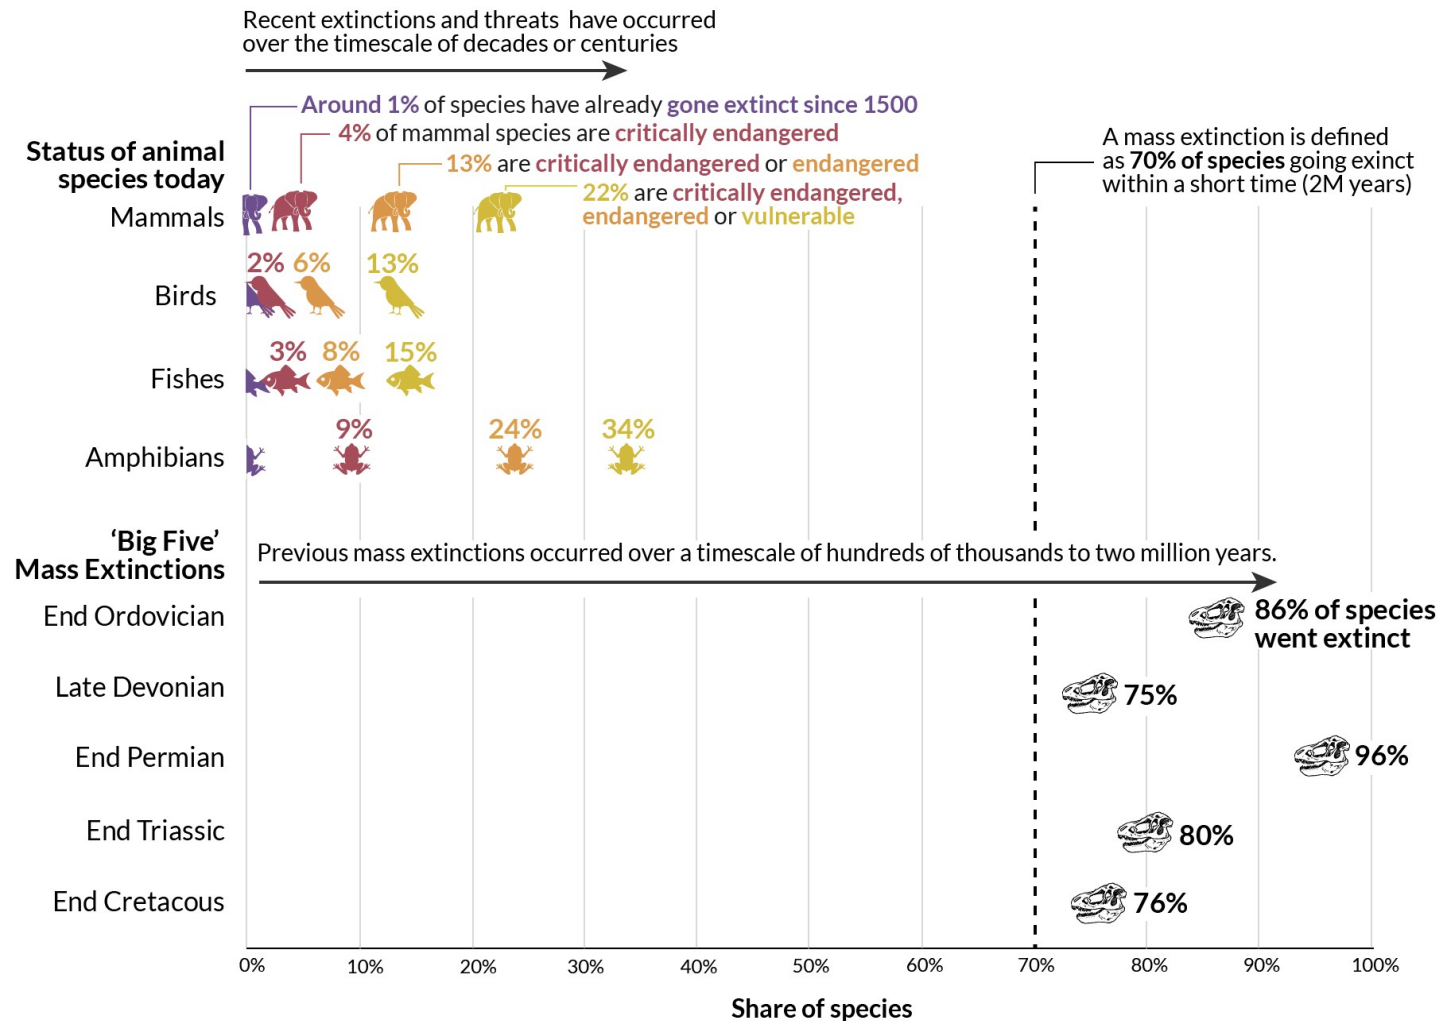 Recent extinctions and threats have occurred
over the timescale of decades or centuries
Around 1% of species have already gone extinct since 1500
4% of mammal species are critically endangered
13% are critically endangered or endangered
22% are critically endangered,
endangered or vulnerable
A mass extinction is defined
as 70% of species going exinct
within a short time (2M years)
Status of animal
species today
Mammals
Birds
2% 6% 13%
Fishes
3% 8% 15%
Amphibians
9% 24% 34%
‘Big Five’
Mass Extinctions
Previous mass extinctions occurred over a timescale of hundreds of thousands to two million years.
End Ordovician
86% of species
went extinct
Late Devonian
75%
End Permian
96%
End Triassic
80%
End Cretacous
76%
0% 10% 20% 30% 40% 50% 60% 70% 80% 90% 100%
Share of species